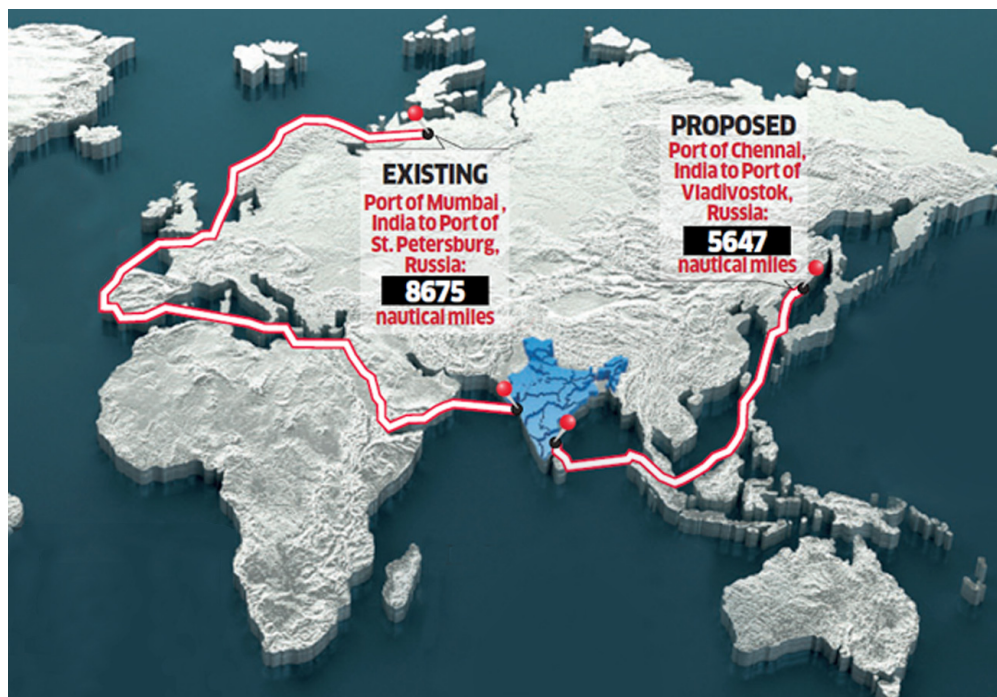 EXISTING
Port of Mumbai,
India to Port of
St. Petersburg,
Russia:
8675
nautical miles
PROPOSED
Port of Chennai,
India to Port of
Vladivostok,
Russia:
5647
nautical miles